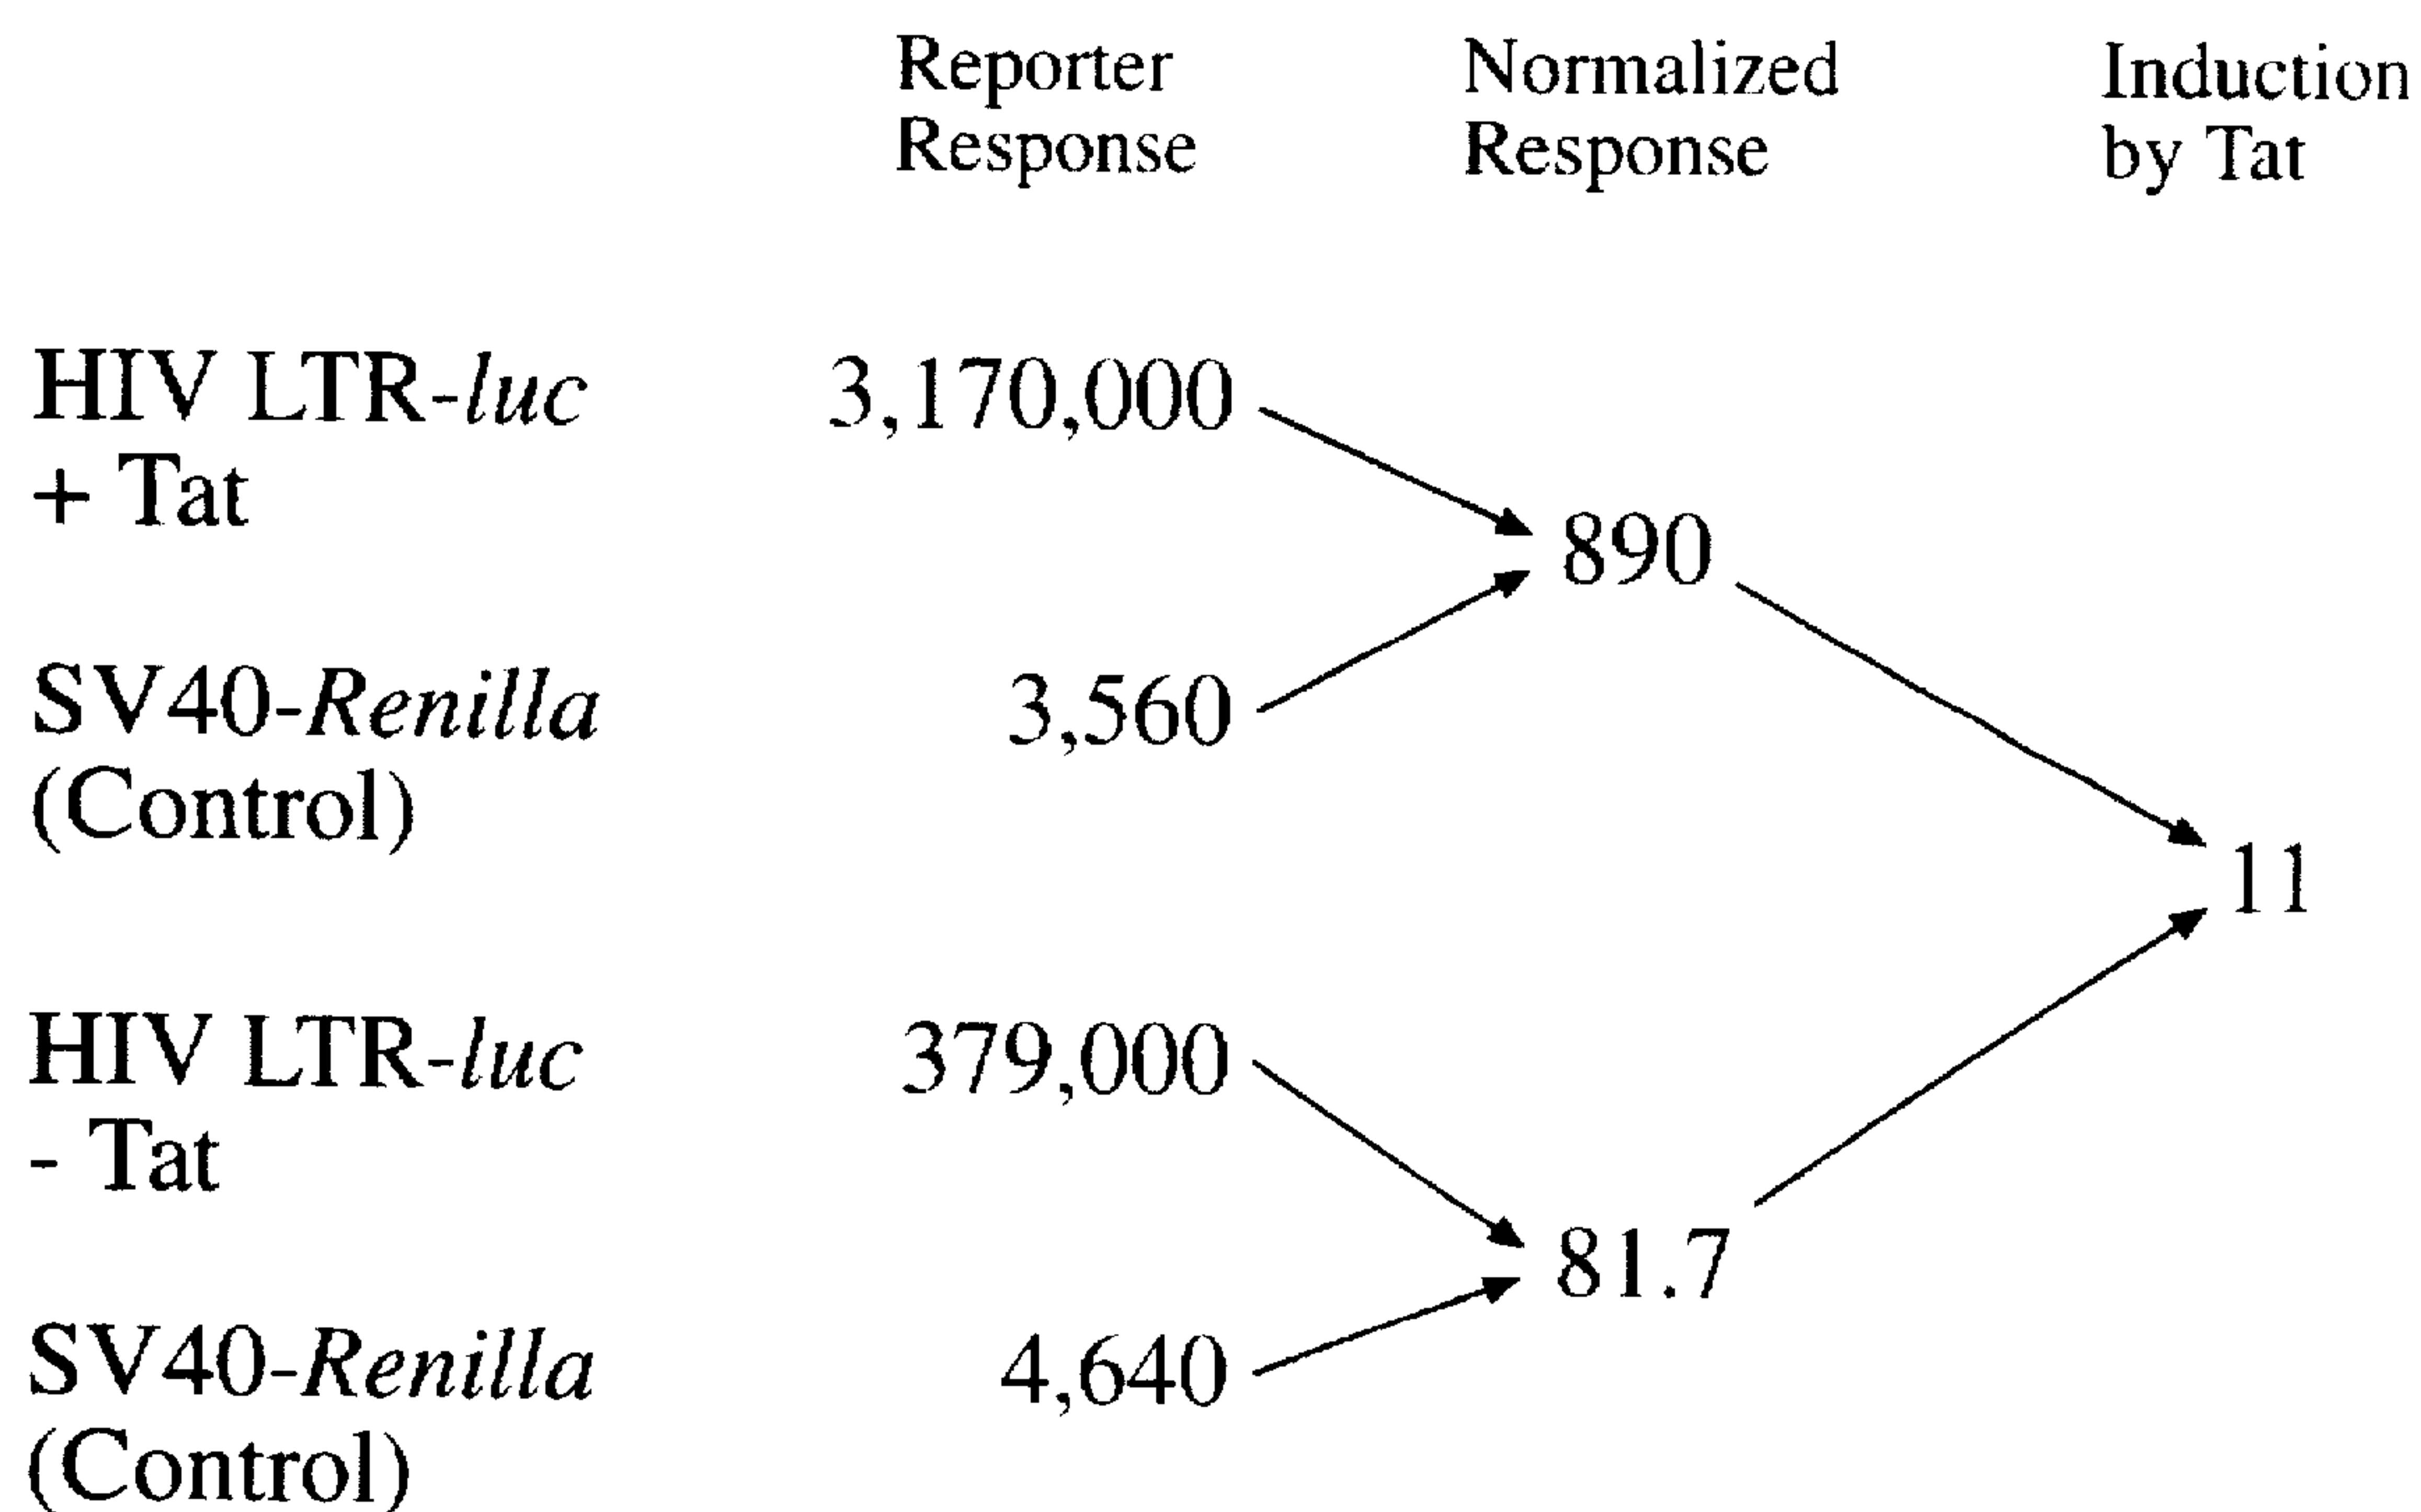 Reporter
Response
Normalized
Response
Induction
by Tat
HIV LTR-luc
+ Tat
3,170,000
890
SV40-Renilla
(Control)
3,560
11
HIV LTR-luc
- Tat
379,000
81.7
SV40-Renilla
(Control)
4,640